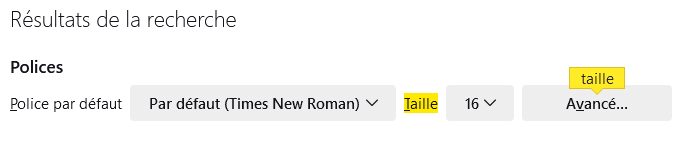 Résultats de la recherche
Polices
taille
Police par défaut Par défaut (Times New Roman) Taille 16 Avancé...